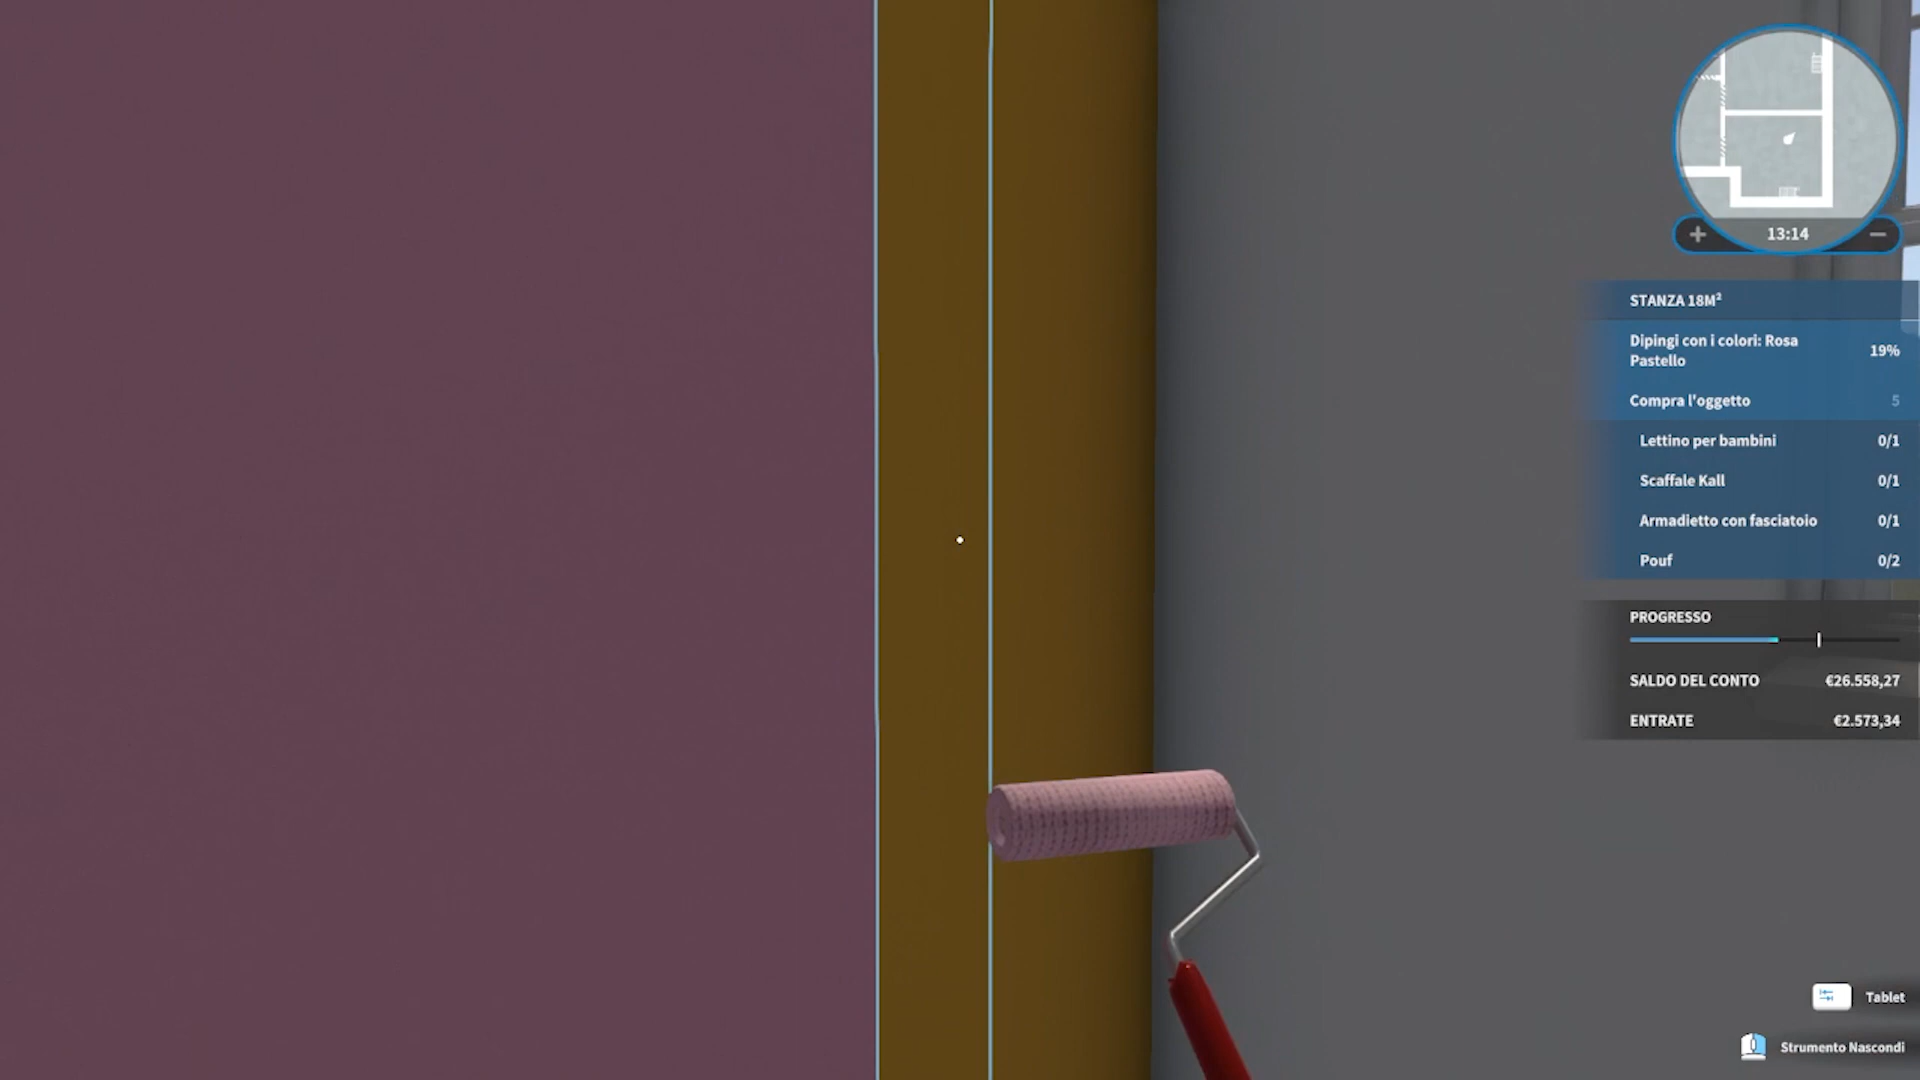 13:14
STANZA 18M²
Dipingi con i colori: Rosa
Pastello 19%
Compra l'oggetto 5
Lettino per bambini 0/1
Scaffale Kall 0/1
Armadietto con fasciatoio 0/1
Pouf 0/2
PROGRESSO
SALDO DEL CONTO €26.558,27
ENTRATE €2.573,34
Tablet
Strumento Nascondi